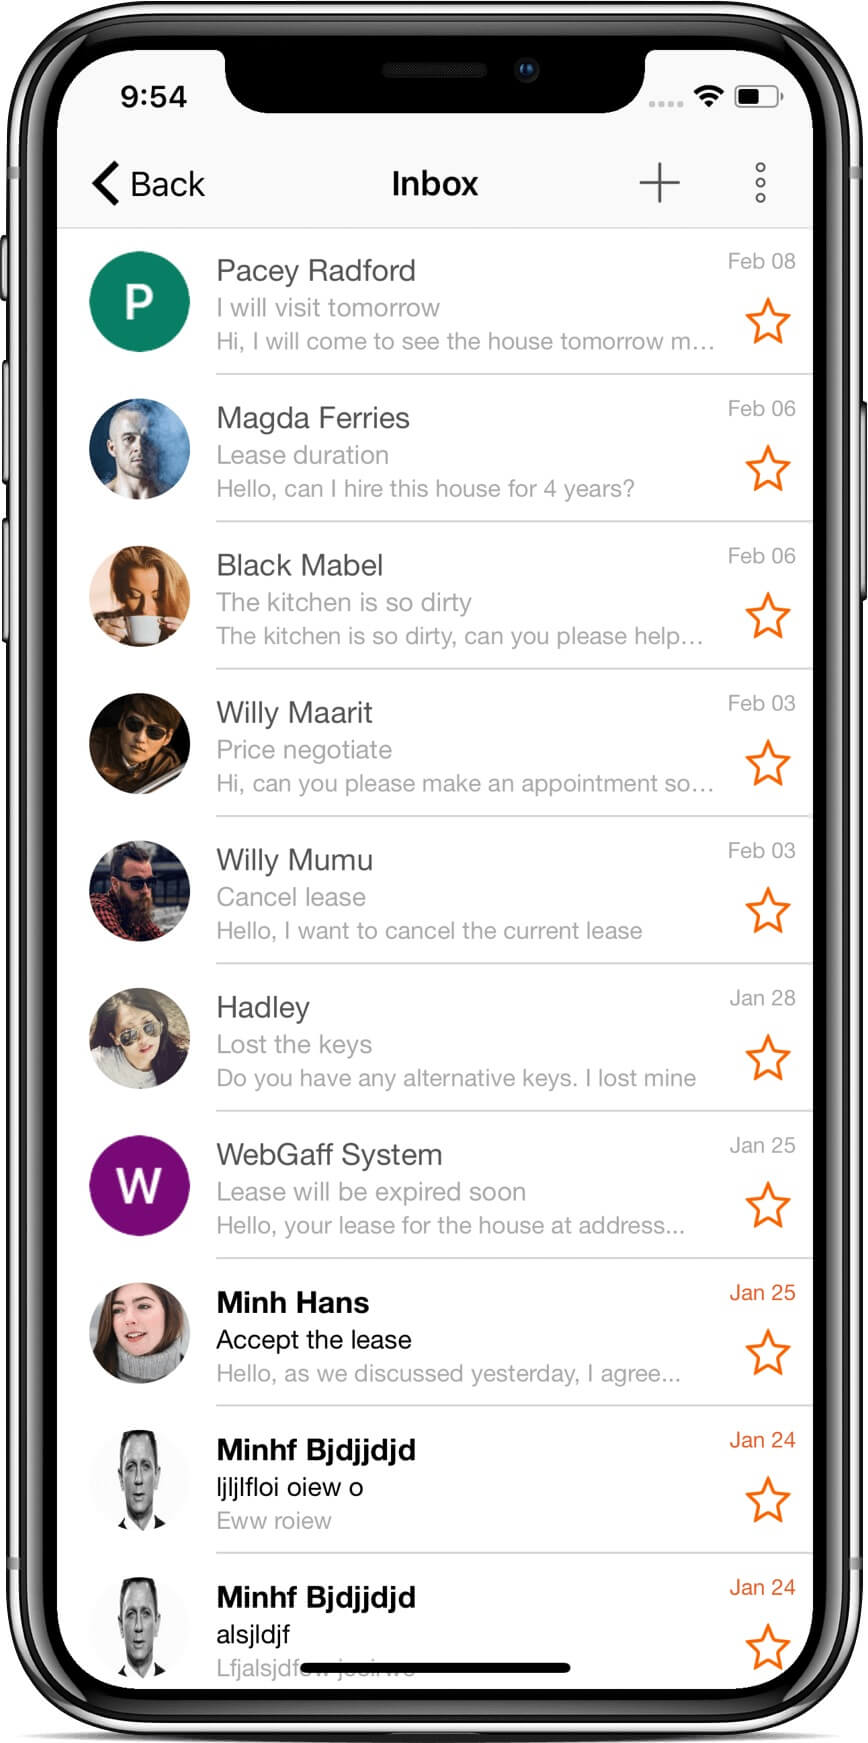 9:54
Back
Inbox
P
Pacey Radford
Feb 08
I will visit tomorrow
Hi, I will come to see the house tomorrow m...
Magda Ferries
Feb 06
Lease duration
Hello, can I hire this house for 4 years?
Black Mabel
Feb 06
The kitchen is so dirty
The kitchen is so dirty, can you please help...
Willy Maarit
Feb 03
Price negotiate
Hi, can you please make an appointment so...
Willy Mumu
Feb 03
Cancel lease
Hello, I want to cancel the current lease
Hadley
Jan 28
Lost the keys
Do you have any alternative keys. I lost mine
W
WebGaff System
Jan 25
Lease will be expired soon
Hello, your lease for the house at address...
Minh Hans
Jan 25
Accept the lease
Hello, as we discussed yesterday, I agree...
Minhf Bjdjjdjd
Jan 24
ljljlfloi oiew o
Eww roiew
Minhf Bjdjjdjd
Jan 24
alsjldjf